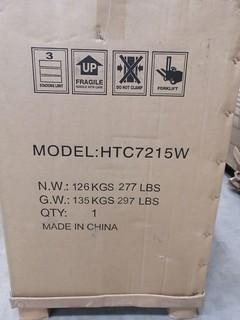 3
STACKING LIMIT
UP
FRAGILE
HANDLE WITH CARE
DO NOT CLAMP
FORKLIFT
MODEL:HTC7215W
N.W.: 126 KGS 277 LBS
G.W.: 135 KGS 297 LBS
QTY: 1
MADE IN CHINA